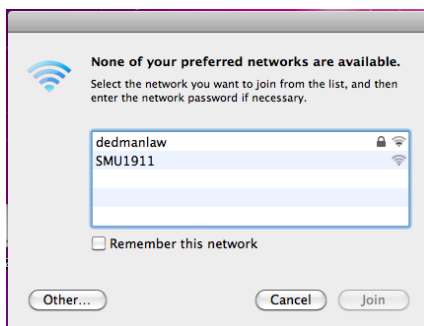 None of your preferred networks are available.
Select the network you want to join from the list, and then
enter the network password if necessary.
dedmanlaw
SMU1911
Remember this network
Other...
Cancel
Join